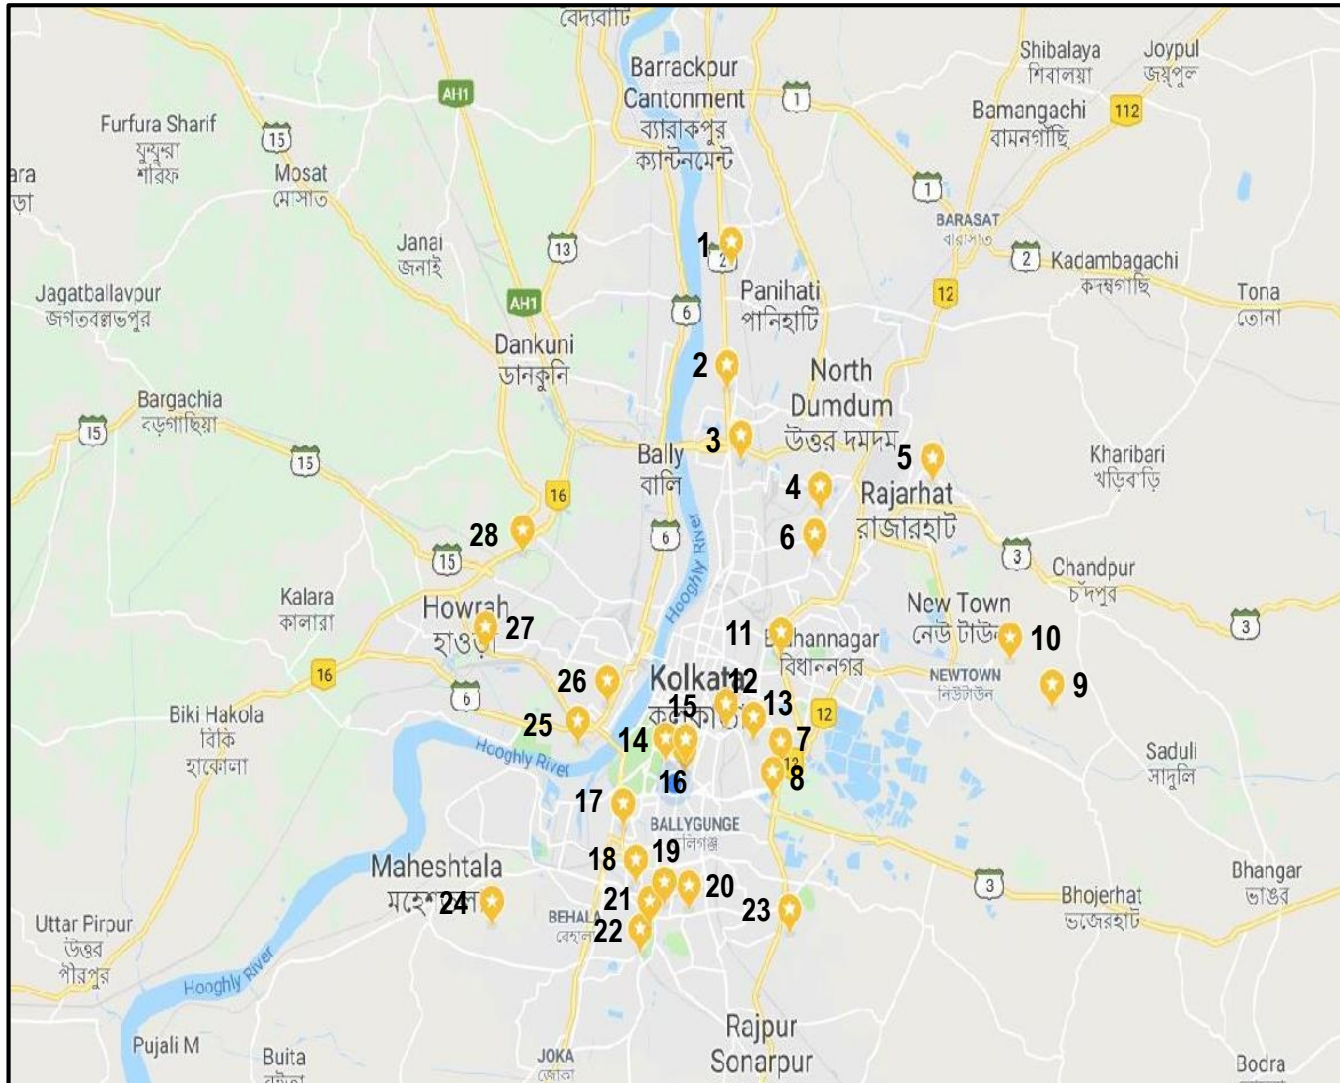 বেদ্যবাটি
Shibalaya
শিবালয়া
Joypul
জয়পুল
Barrackpur
Cantonment
ব্যারাকপুর
ক্যান্টনমেন্ট
AH1
1
112
Bamangachi
বামনগাঁছি
Furfura Sharif
শরিফ
15
Mosat
মোসাত
ara
ড়া
1
BARASAT
বারাসাত
Janai
জনাই
13
1
2
2
Kadambagachi
কদম্বগাছি
Jagatballavpur
জগতবল্লভপুর
AH1
6
Panihati
পানিহাটি
12
Tona
তোনা
Dankuni
ডানকুনি
2
North
Dumdum
উত্তর দমদম
Bargachia
বড়গাছিয়া
15
15
3
Bally
বালি
5
Kharibari
খড়িবাড়ি
16
4
Rajarhat
রাজারহাট
28
6
6
15
3
Chandpur
চাঁদপুর
Hooghly River
Kalara
কালারা
Howrah
হাওড়া
27
New Town
নেউ টাউন
11
hannagar
বিধাননগর
10
3
16
26
Kolkata
12
NEWTOWN
নিউটাউন
9
6
15
13
12
Biki Hakola
বিকি
হাকোলা
25
14
7
Hooghly River
12
Saduli
সাদুলি
16
8
17
BALLYGUNGE
লিগঞ্জ
18
19
Maheshtala
24
21
20
3
Bhangar
ভাঙর
Bhojerhat
ভজেরহাট
BEHALA
বেহালা
22
23
Uttar Pirpur
উত্তর
পীরপুর
Hooghly River
Pujali M
Buita
JOKA
জোকা
Rajpur
Sonarpur
Bodra